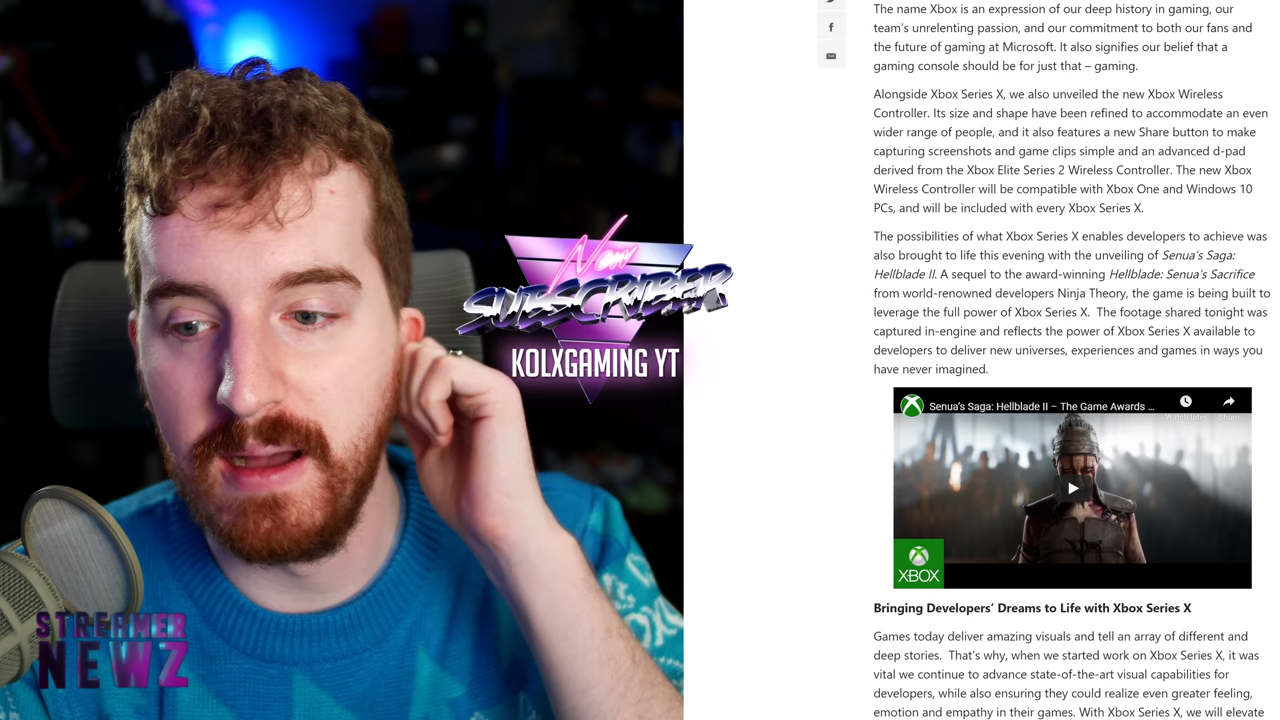 The name Xbox is an expression of our deep history in gaming, our
team’s unrelenting passion, and our commitment to both our fans and
the future of gaming at Microsoft. It also signifies our belief that a
gaming console should be for just that – gaming.
Alongside Xbox Series X, we also unveiled the new Xbox Wireless
Controller. Its size and shape have been refined to accommodate an even
wider range of people, and it also features a new Share button to make
capturing screenshots and game clips simple and an advanced d-pad
derived from the Xbox Elite Series 2 Wireless Controller. The new Xbox
Wireless Controller will be compatible with Xbox One and Windows 10
PCs, and will be included with every Xbox Series X.
The possibilities of what Xbox Series X enables developers to achieve was
also brought to life this evening with the unveiling of Senua’s Saga:
Hellblade II. A sequel to the award-winning Hellblade: Senua’s Sacrifice
from world-renowned developers Ninja Theory, the game is being built to
leverage the full power of Xbox Series X.  The footage shared tonight was
captured in-engine and reflects the power of Xbox Series X available to
developers to deliver new universes, experiences and games in ways you
have never imagined.
Senua’s Saga: Hellblade II – The Game Awards ...
Watch later
Share
XBOX
Bringing Developers’ Dreams to Life with Xbox Series X
Games today deliver amazing visuals and tell an array of different and
deep stories.  That’s why, when we started work on Xbox Series X, it was
vital we continue to advance state-of-the-art visual capabilities for
developers, while also ensuring they could realize even greater feeling,
emotion and empathy in their games. With Xbox Series X, we will elevate
New
SUBSCRIBER
KOLXGAMING YT
STREAMER
NEWZ